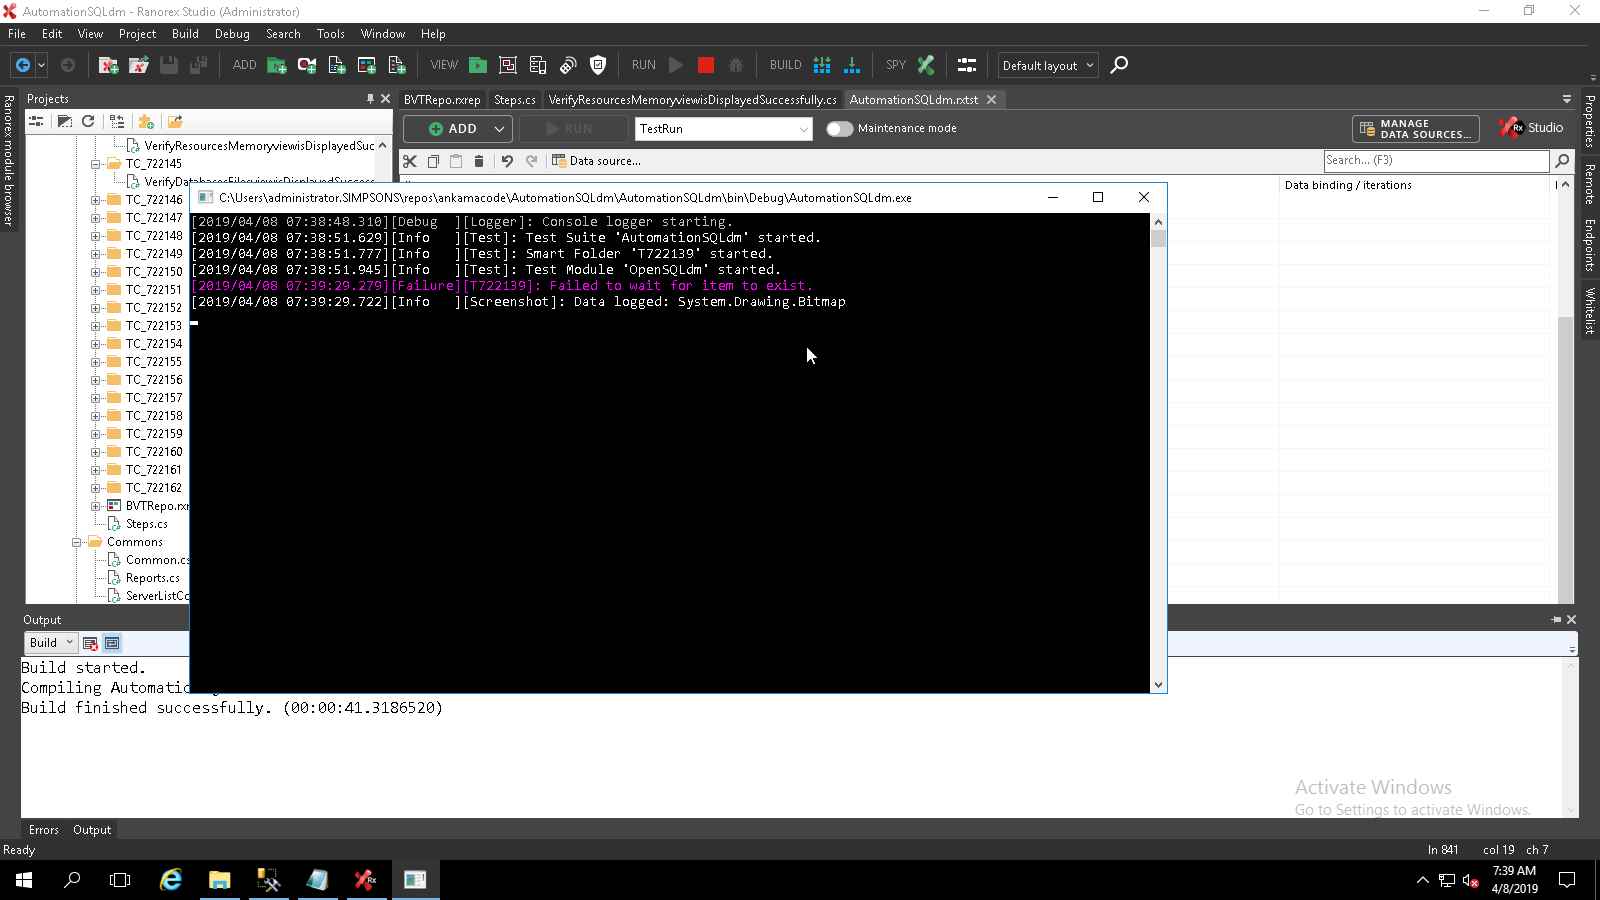 AutomationSQLdm - Ranorex Studio (Administrator)
File Edit View Project Build Debug Search Tools Window Help
ADD VIEW RUN BUILD SPY Default layout
Ranorex module browser
Projects
BVTRepo.rxrep Steps.cs VerifyResourcesMemoryviewisDisplayedSuccessfully.cs AutomationSQLdm.rxtst
ADD RUN TestRun Maintenance mode MANAGE
DATA SOURCES... Rx Studio
Data source... Search... (F3)
Data binding / iterations
Properties
Remote Endpoints
Whitelist
VerifyResourcesMemoryviewisDisplayedSuc
TC_722145
VerifyDatabasesFilesviewisDisplayedSuccess
TC_722146
TC_722147
TC_722148
TC_722149
TC_722150
TC_722151
TC_722152
TC_722153
TC_722154
TC_722155
TC_722156
TC_722157
TC_722158
TC_722159
TC_722160
TC_722161
TC_722162
BVTRepo.rxr
Steps.cs
Commons
Common.cs
Reports.cs
ServerListCo
C:\Users\administrator.SIMPSONS\repos\ankamacode\AutomationSQLdm\AutomationSQLdm\bin\Debug\AutomationSQLdm.exe
[2019/04/08 07:38:48.310][Debug  ][Logger]: Console logger starting.
[2019/04/08 07:38:51.629][Info   ][Test]: Test Suite 'AutomationSQLdm' started.
[2019/04/08 07:38:51.777][Info   ][Test]: Smart Folder 'T722139' started.
[2019/04/08 07:38:51.945][Info   ][Test]: Test Module 'OpenSQLdm' started.
[2019/04/08 07:39:29.279][Failure][T722139]: Failed to wait for item to exist.
[2019/04/08 07:39:29.722][Info   ][Screenshot]: Data logged: System.Drawing.Bitmap
Output
Build
Build started.
Compiling Automatic
Build finished successfully. (00:00:41.3186520)
Activate Windows
Go to Settings to activate Windows.
Errors Output
Ready ln 841 col 19 ch 7
Rx
7:39 AM
4/8/2019